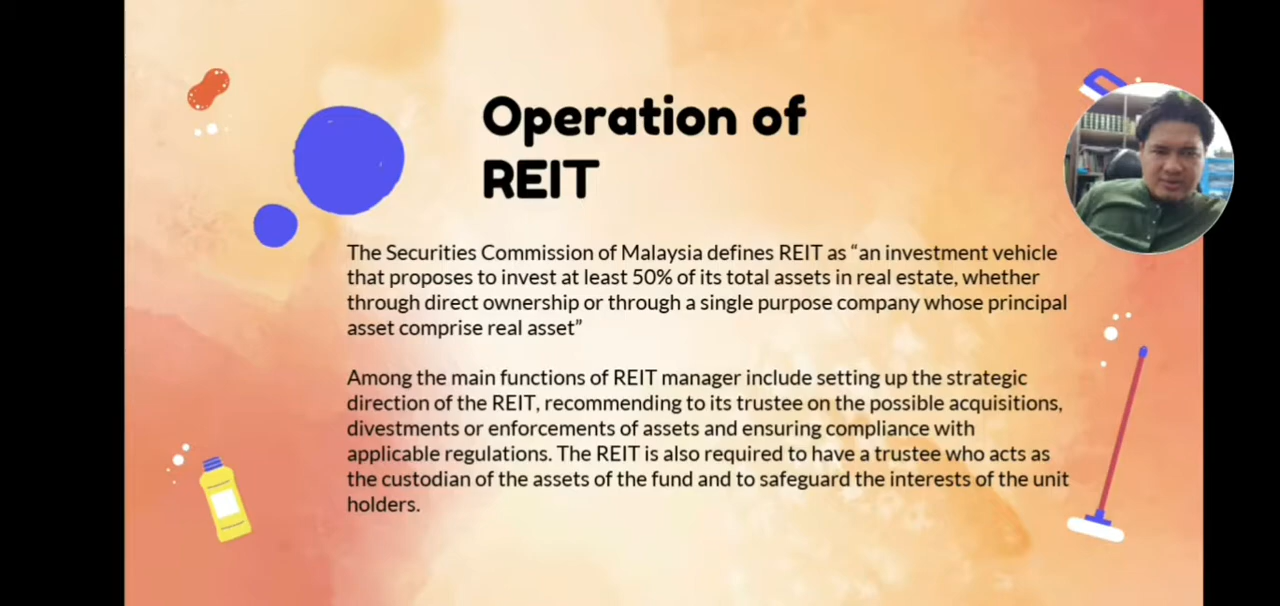 Operation of
REIT
The Securities Commission of Malaysia defines REIT as “an investment vehicle
that proposes to invest at least 50% of its total assets in real estate, whether
through direct ownership or through a single purpose company whose principal
asset comprise real asset”
Among the main functions of REIT manager include setting up the strategic
direction of the REIT, recommending to its trustee on the possible acquisitions,
divestments or enforcements of assets and ensuring compliance with
applicable regulations. The REIT is also required to have a trustee who acts as
the custodian of the assets of the fund and to safeguard the interests of the unit
holders.